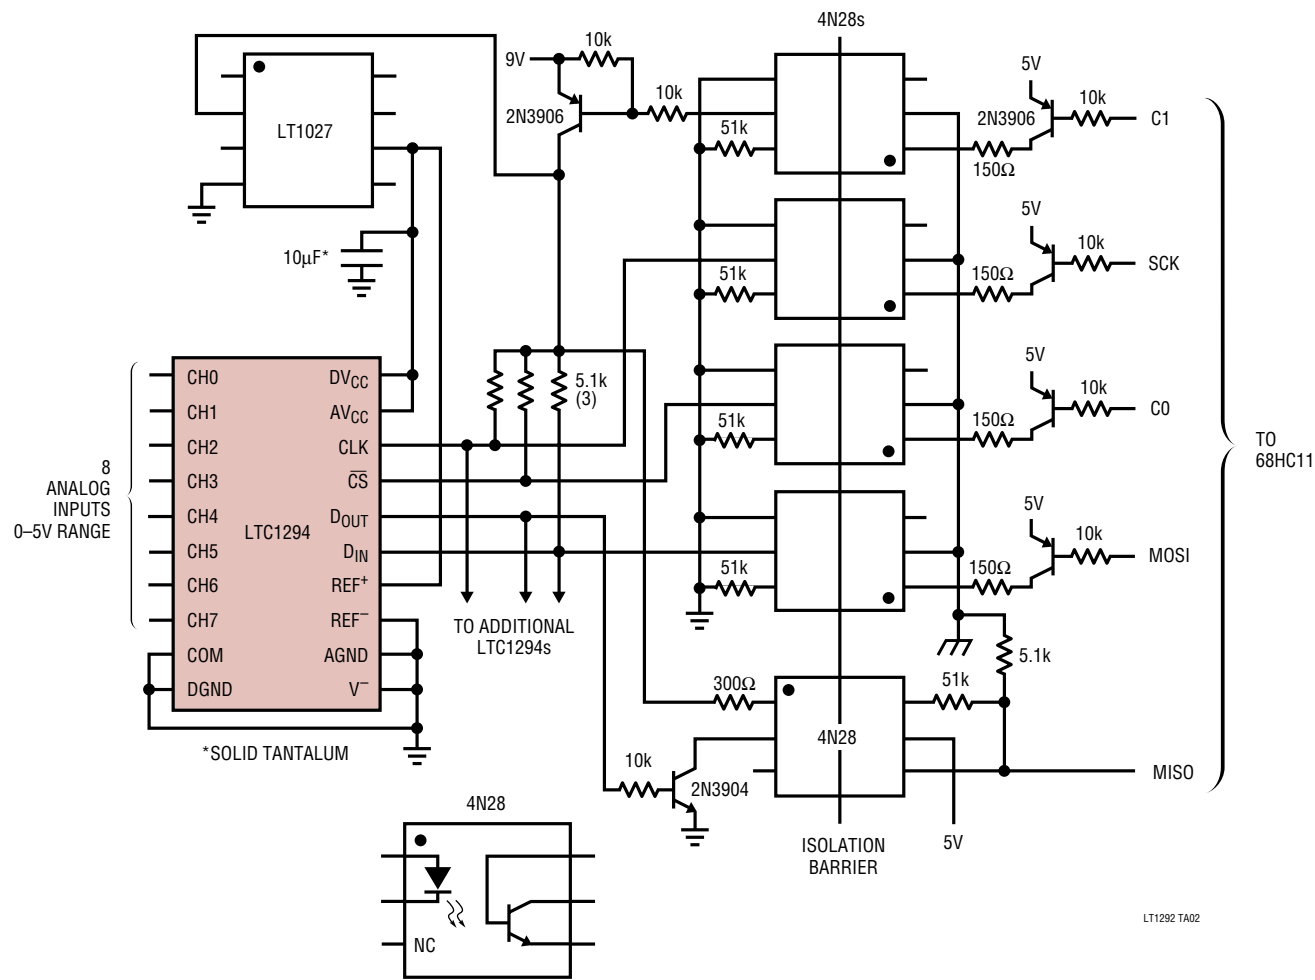 4N28s
9V
10k
2N3906
10k
LT1027
51k
5V
2N3906
10k
C1
150Ω
10µF*
51k
5V
10k
SCK
150Ω
5.1k
(3)
51k
5V
10k
C0
150Ω
TO
68HC11
8
ANALOG
INPUTS
0–5V RANGE
CH0
CH1
CH2
CH3
CH4
CH5
CH6
CH7
COM
DGND
LTC1294
DVCC
AVCC
CLK
C̅S̅
DOUT
DIN
REF+
REF–
AGND
V–
*SOLID TANTALUM
TO ADDITIONAL
LTC1294s
51k
5V
10k
MOSI
150Ω
5.1k
300Ω
51k
4N28
10k
2N3904
MISO
5V
ISOLATION
BARRIER
4N28
NC
LT1292 TA02